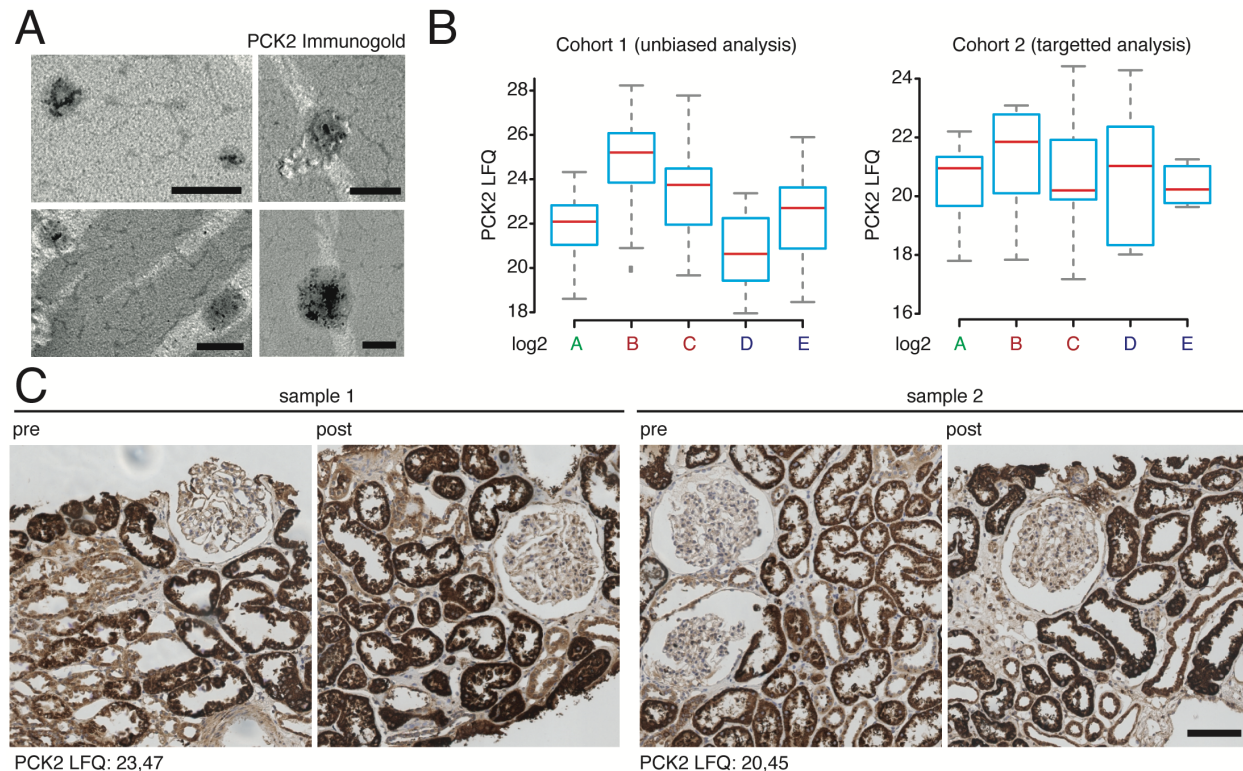 A
PCK2 Immunogold
B
Cohort 1 (unbiased analysis)
PCK2 LFQ
28
26
24
22
20
18
log2 A B C D E
Cohort 2 (targetted analysis)
PCK2 LFQ
24
22
20
18
16
log2 A B C D E
C
sample 1
pre post
PCK2 LFQ: 23,47
sample 2
pre post
PCK2 LFQ: 20,45